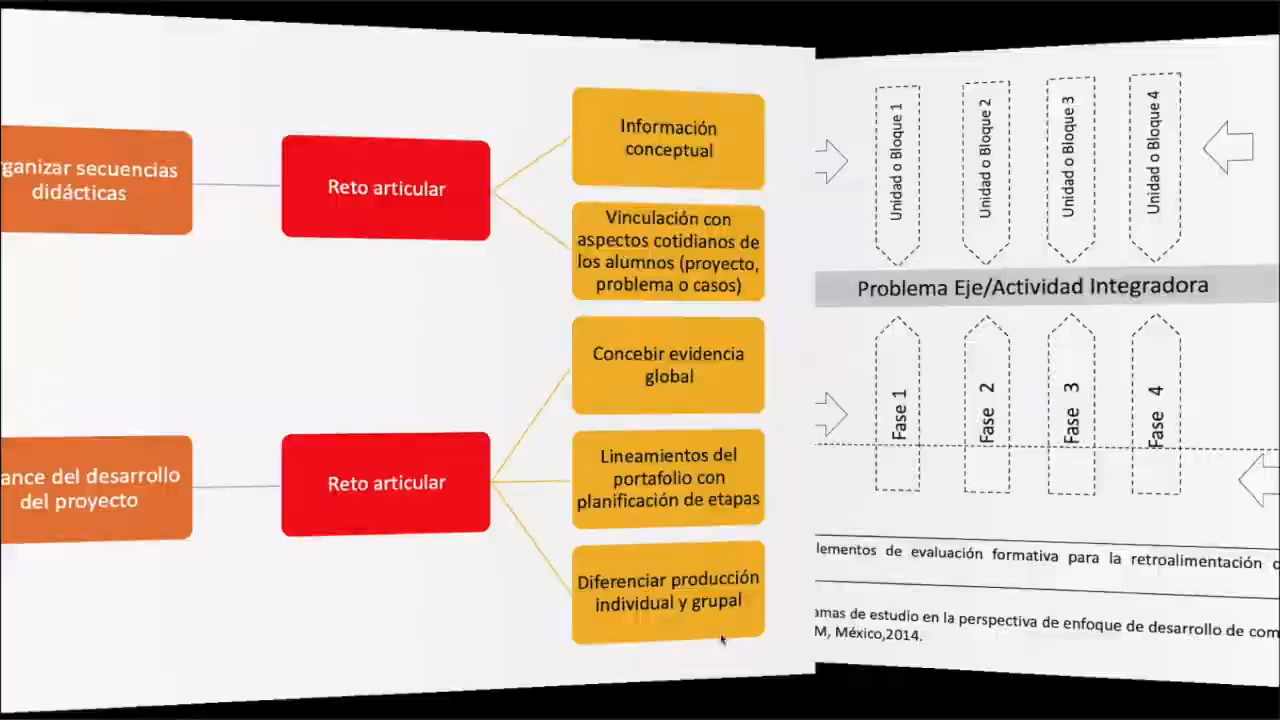 rganizar secuencias
didácticas
Reto articular
Información
conceptual
Vinculación con
aspectos cotidianos de
los alumnos (proyecto,
problema o casos)
ance del desarrollo
del proyecto
Reto articular
Concebir evidencia
global
Lineamientos del
portafolio con
planificación de etapas
Diferenciar producción
individual y grupal
Unidad o Bloque 1
Unidad o Bloque 2
Unidad o Bloque 3
Unidad o Bloque 4
Problema Eje/Actividad Integradora
Fase 1
Fase 2
Fase 3
Fase 4
lementos de evaluación formativa para la retroalimentación
amas de estudio en la perspectiva de enfoque de desarrollo de com
M, México,2014.